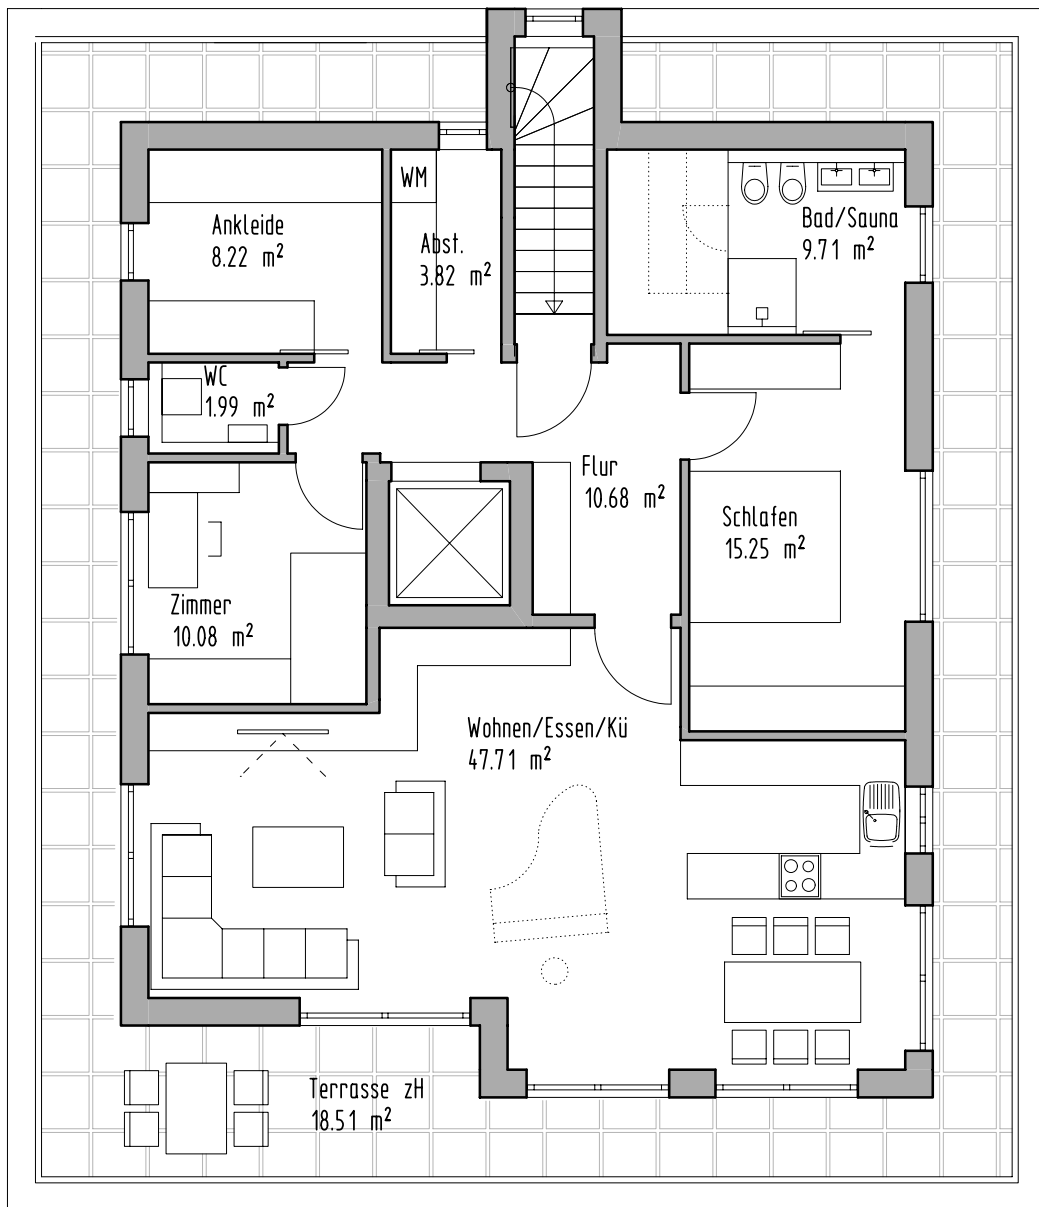 WM
Ankleide
8.22 m²
Abst.
3.82 m²
Bad/Sauna
9.71 m²
WC
1.99 m²
Flur
10.68 m²
Schlafen
15.25 m²
Zimmer
10.08 m²
Wohnen/Essen/Kü
47.71 m²
Terrasse zH
18.51 m²